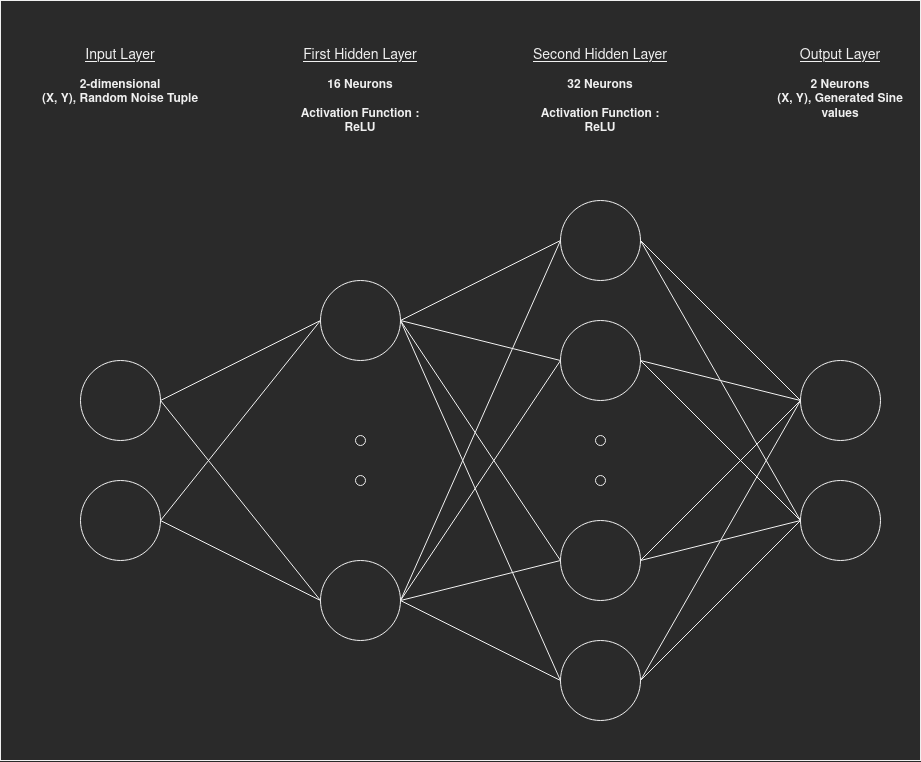 Input Layer
2-dimensional
(X, Y), Random Noise Tuple
First Hidden Layer
16 Neurons
Activation Function :
ReLU
Second Hidden Layer
32 Neurons
Activation Function :
ReLU
Output Layer
2 Neurons
(X, Y), Generated Sine
values